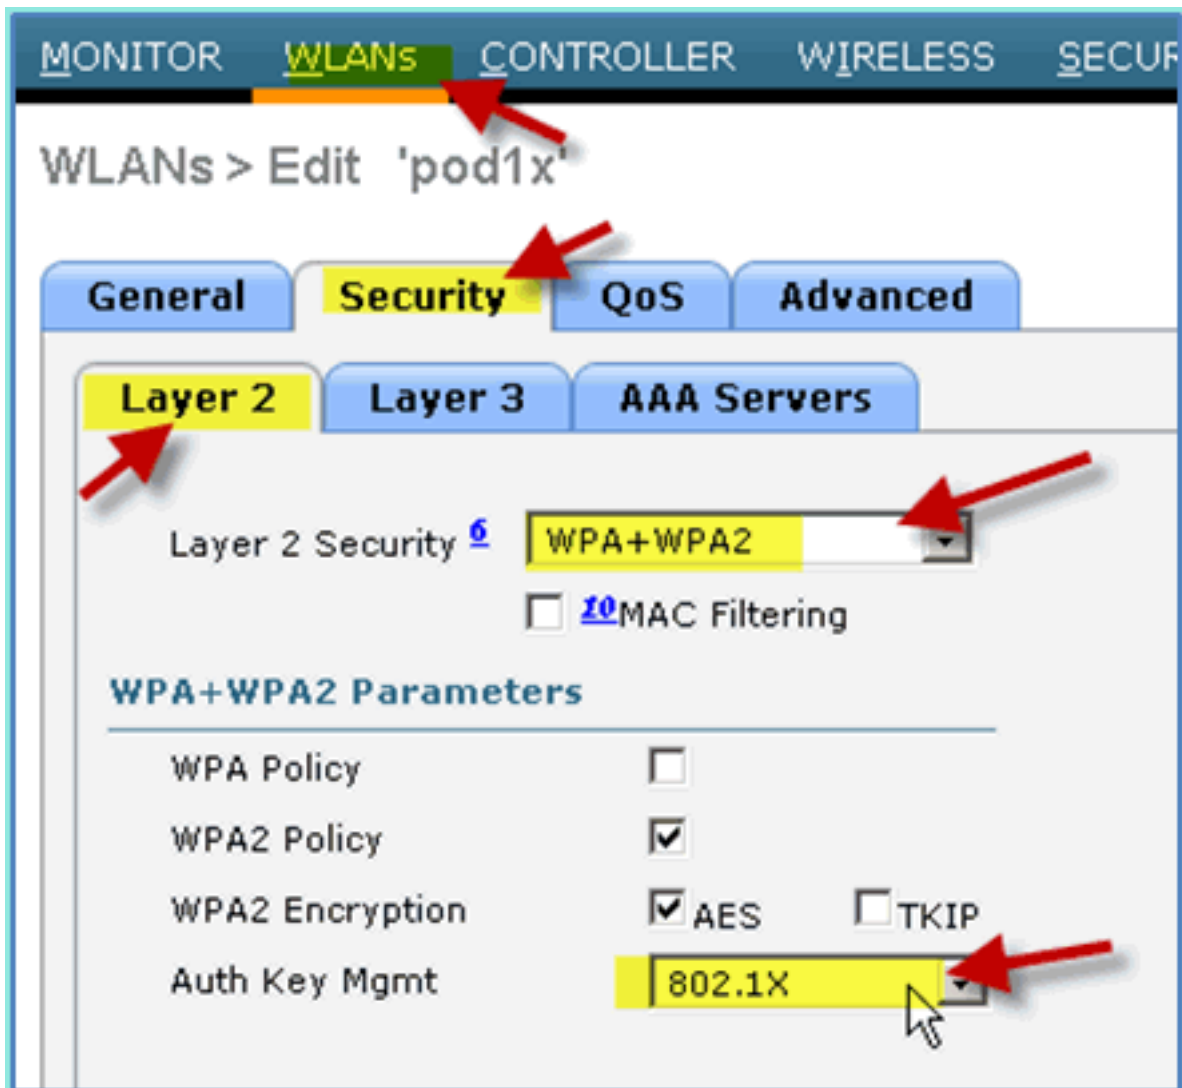 MONITOR WLANs CONTROLLER WIRELESS SECUR
WLANs > Edit 'pod1x'
General Security QoS Advanced
Layer 2 Layer 3 AAA Servers
Layer 2 Security 6 WPA+WPA2
10 MAC Filtering
WPA+WPA2 Parameters
WPA Policy
WPA2 Policy
WPA2 Encryption AES TKIP
Auth Key Mgmt 802.1X